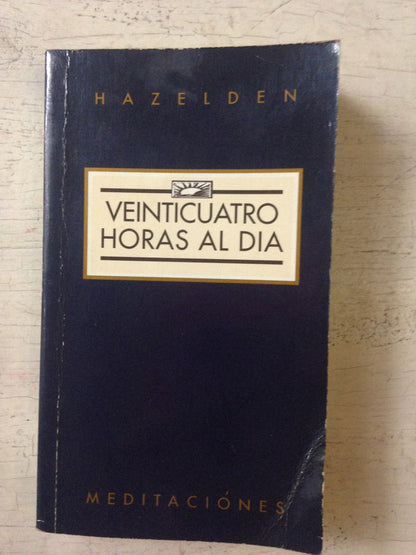 HAZELDEN
VEINTICUATRO
HORAS AL DIA
MEDITACIÓNES